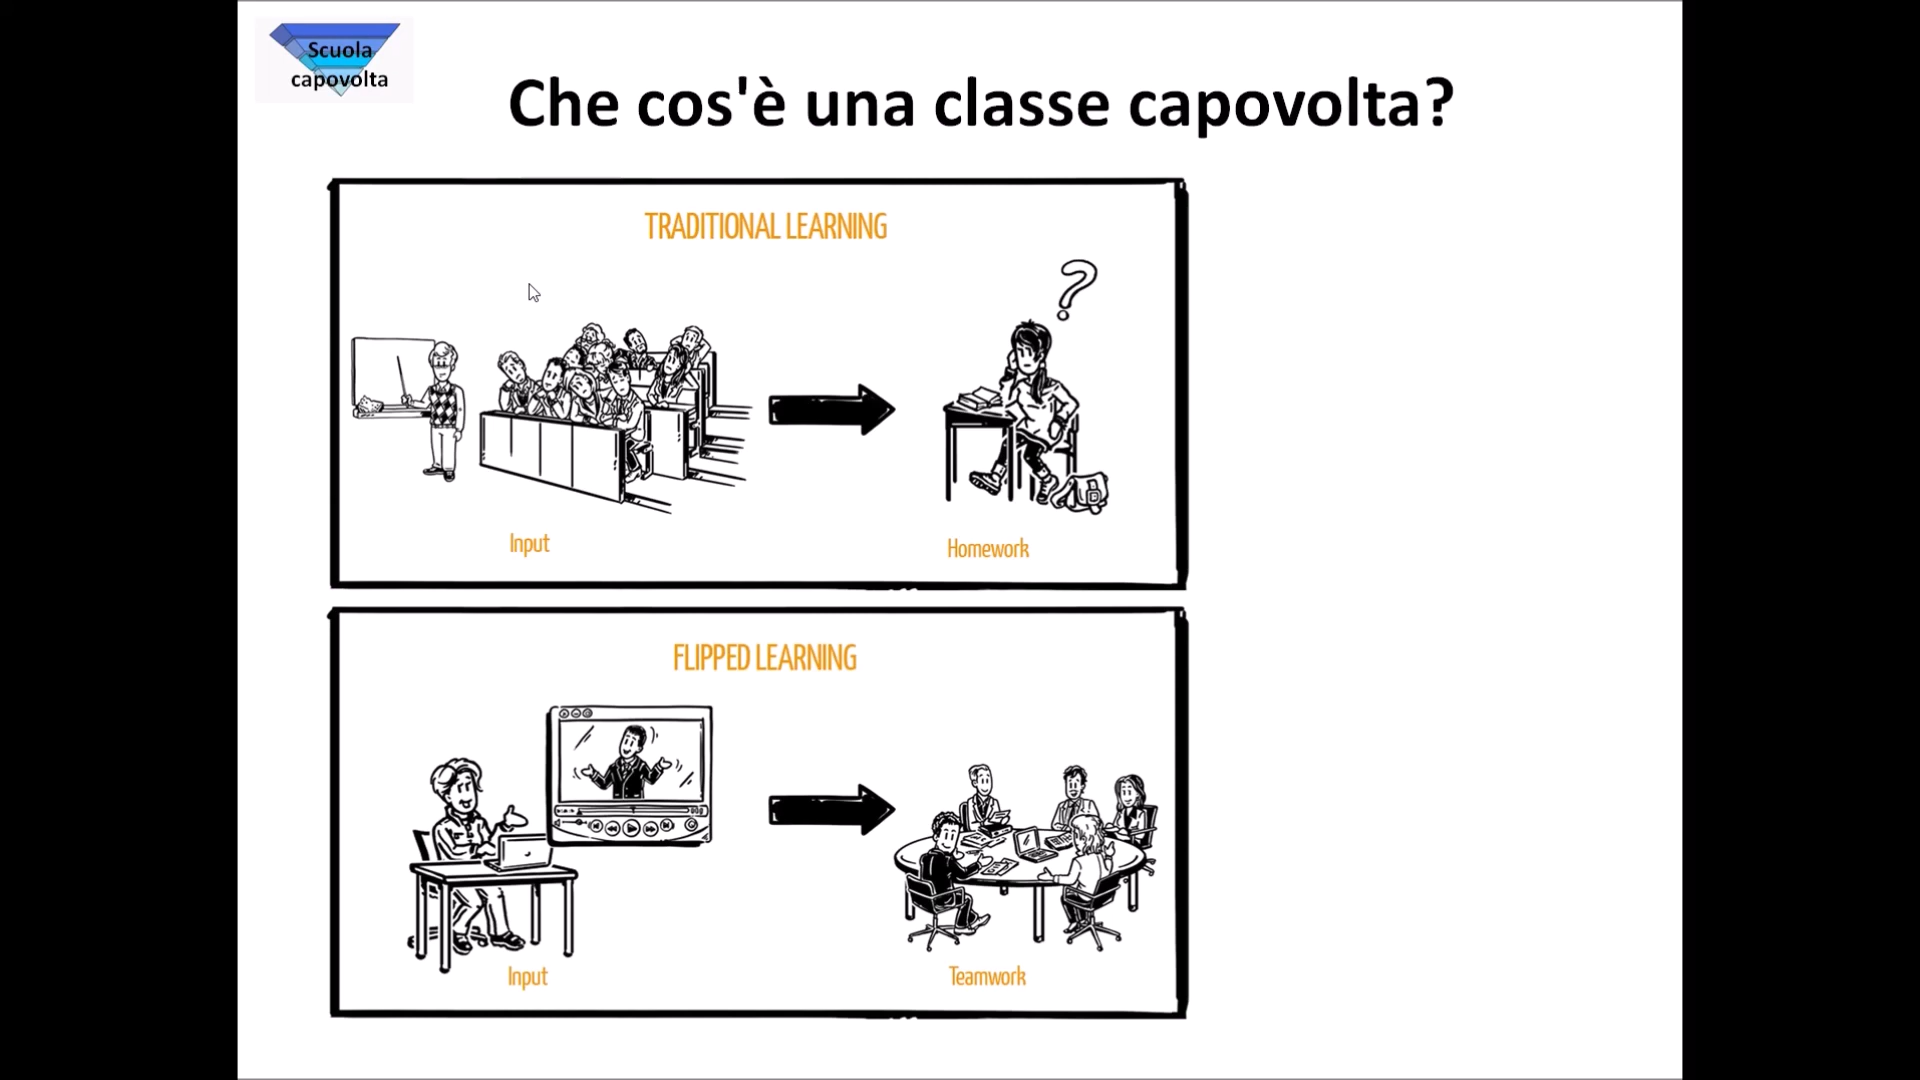 Scuola
capovolta
Che cos'è una classe capovolta?
TRADITIONAL LEARNING
?
Input
Homework
FLIPPED LEARNING
Input
Teamwork